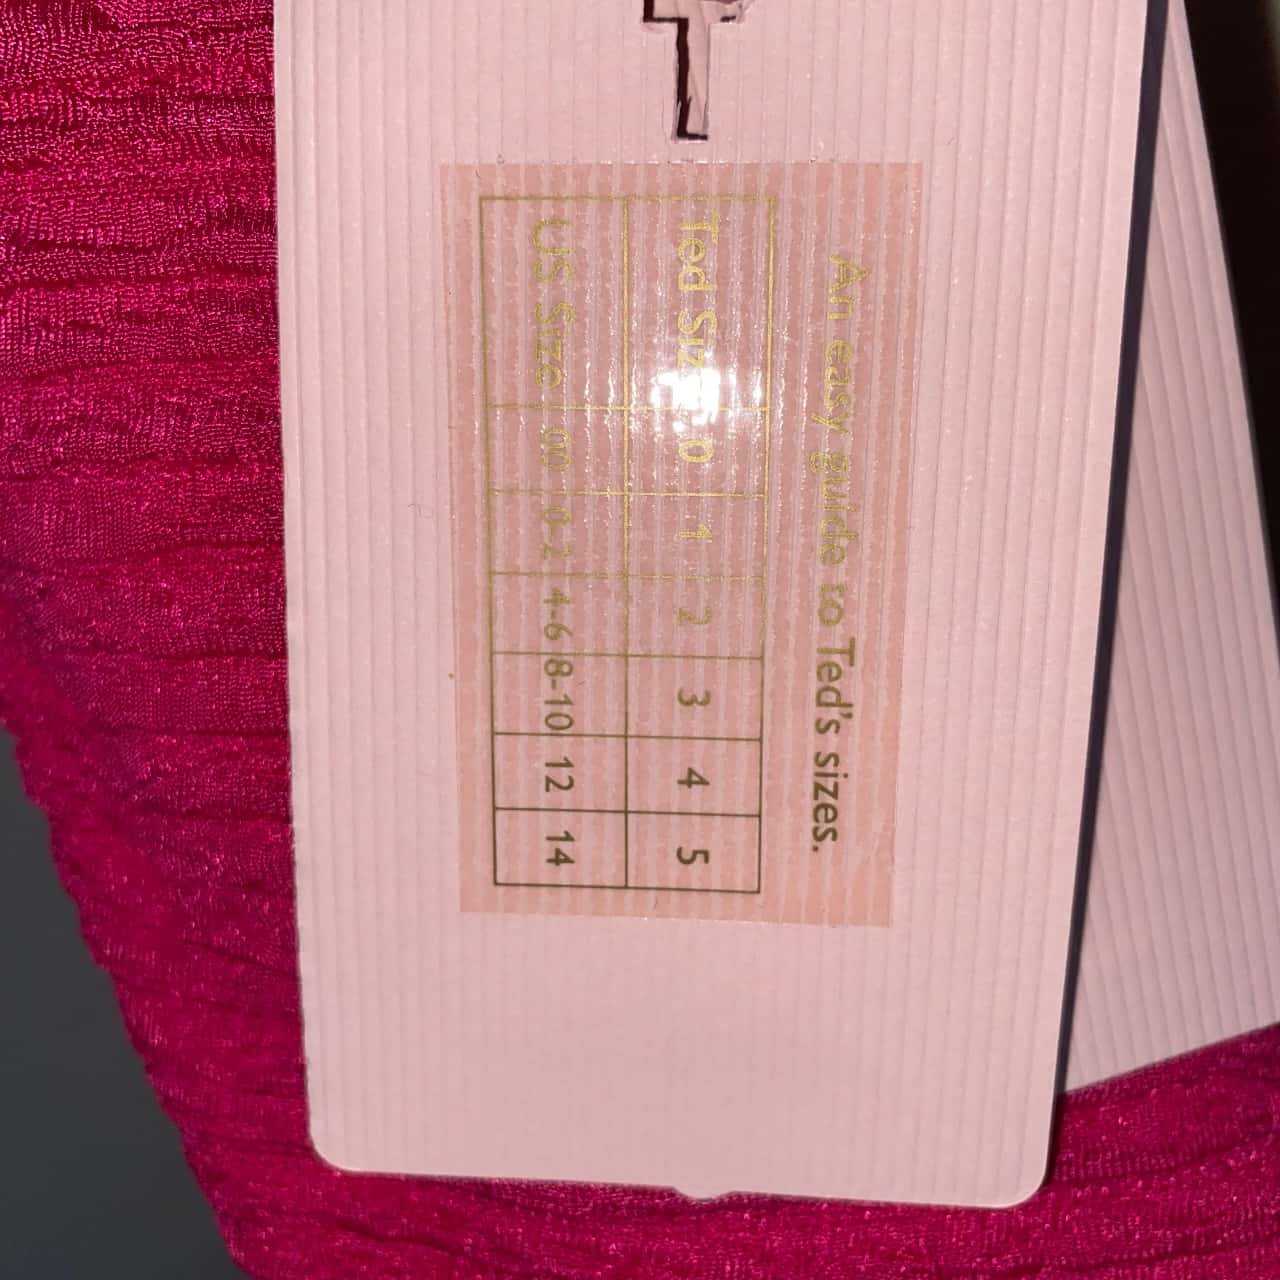 An easy guide to Ted's sizes.
Ted Size 0 1 2 3 4 5
US Size 00 0-2 4-6 8-10 12 14